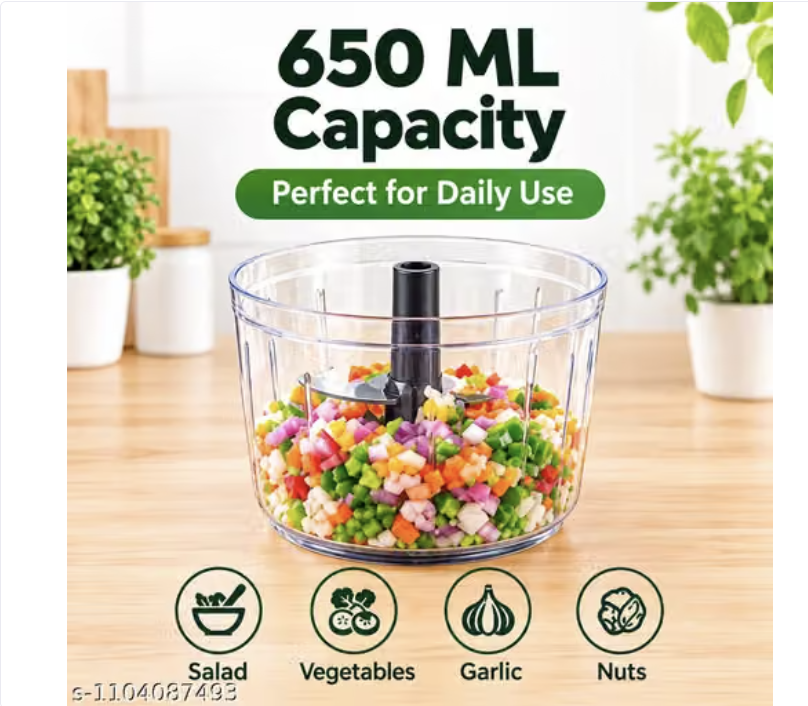 650 ML
Capacity
Perfect for Daily Use
Salad
Vegetables
Garlic
Nuts
s-1104087493